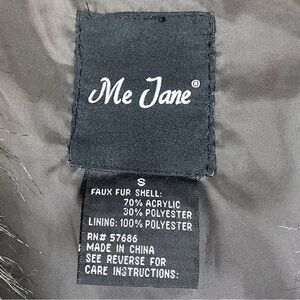 Me Jane®
S
FAUX FUR SHELL:
70% ACRYLIC
30% POLYESTER
LINING: 100% POLYESTER
RN# 57686
MADE IN CHINA
SEE REVERSE FOR
CARE INSTRUCTIONS: